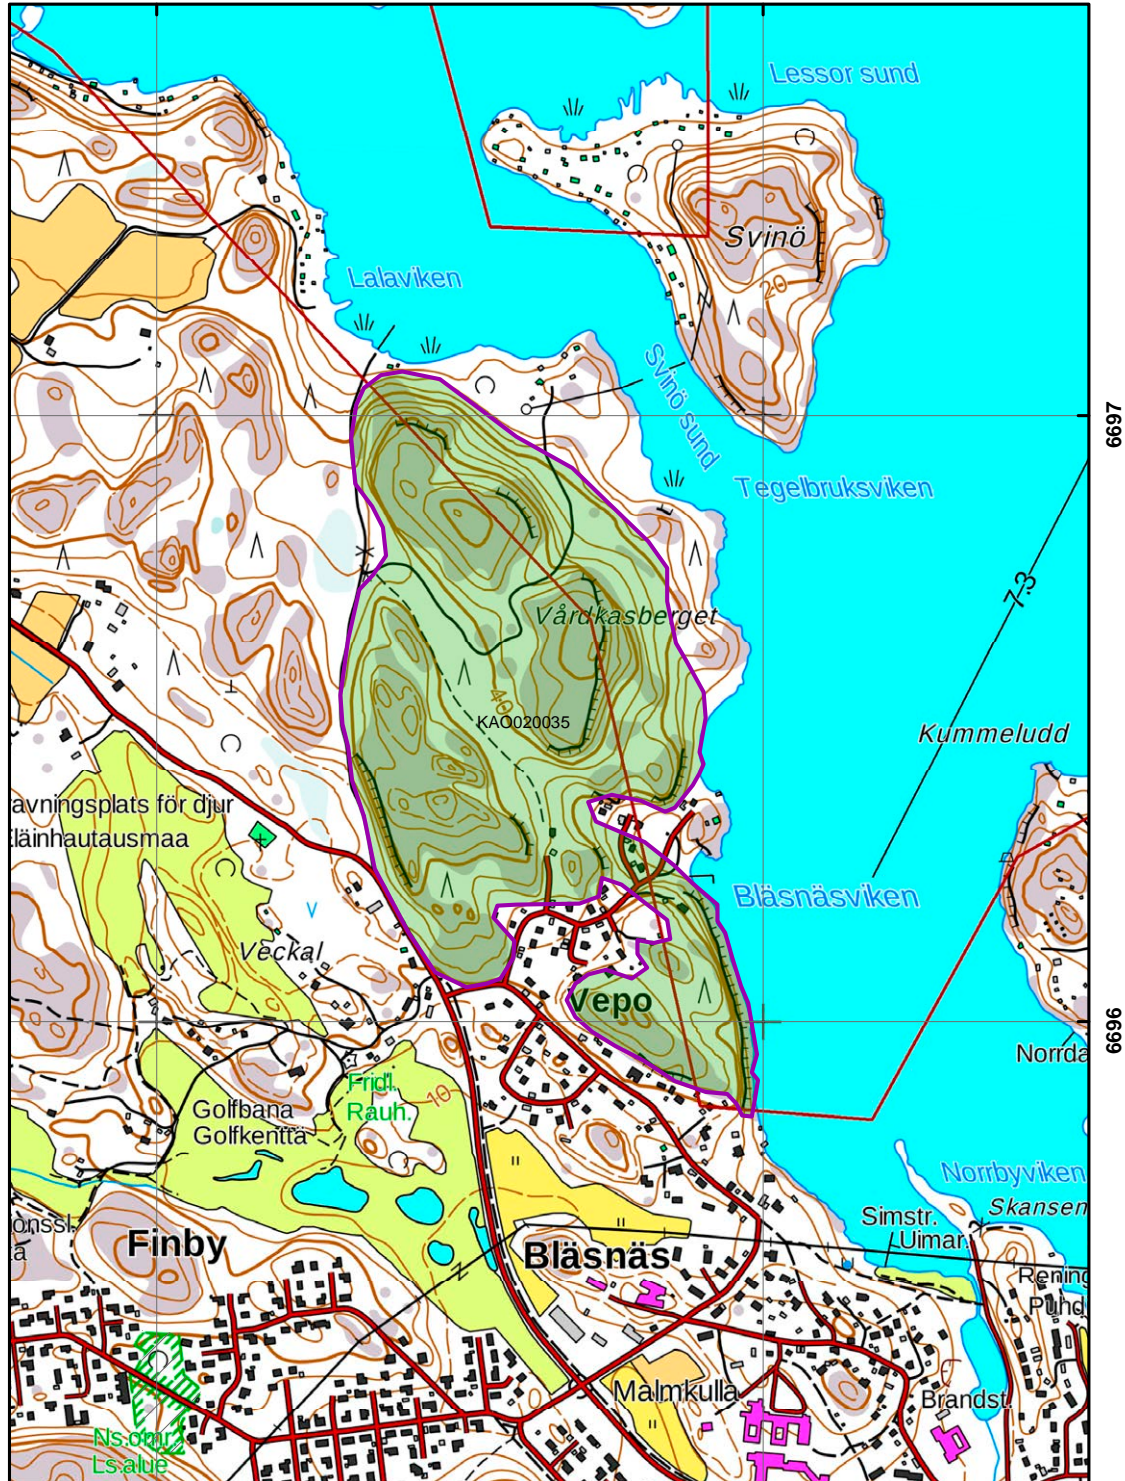 Lessor sund
Svinö
20
Lalaviken
6697
Svinö sund
Tegelbruksviken
7.3
Vårdkasberget
40
KAO020035
Kummeludd
avningsplats för djur
läinhautausmaa
Bläsnäsviken
Veckal
Vepo
6696
Norrda
Fridl.
Rauh.
10
Golfbana
Golfkenttä
Norrbyviken
Skansen
Simstr.
Uimar.
onssl.
a
Finby
Bläsnäs
Rening
Puhd
Malmkulla
Brandst.
Ns.omr.
Ls.alue